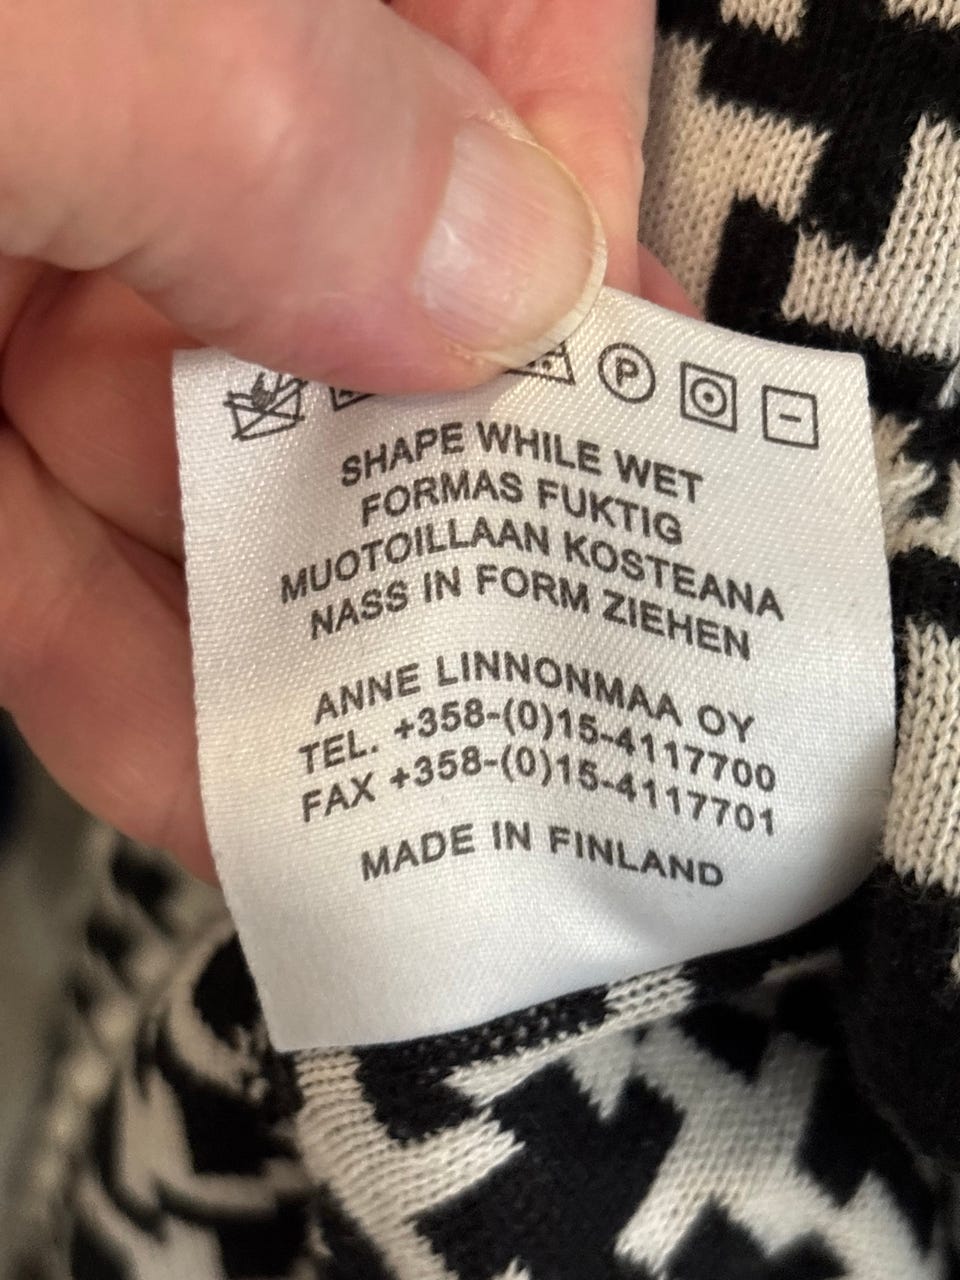 P
SHAPE WHILE WET
FORMAS FUKTIG
MUOTOILLAAN KOSTEANA
NASS IN FORM ZIEHEN
ANNE LINNONMAA OY
TEL. +358-(0)15-4117700
FAX +358-(0)15-4117701
MADE IN FINLAND